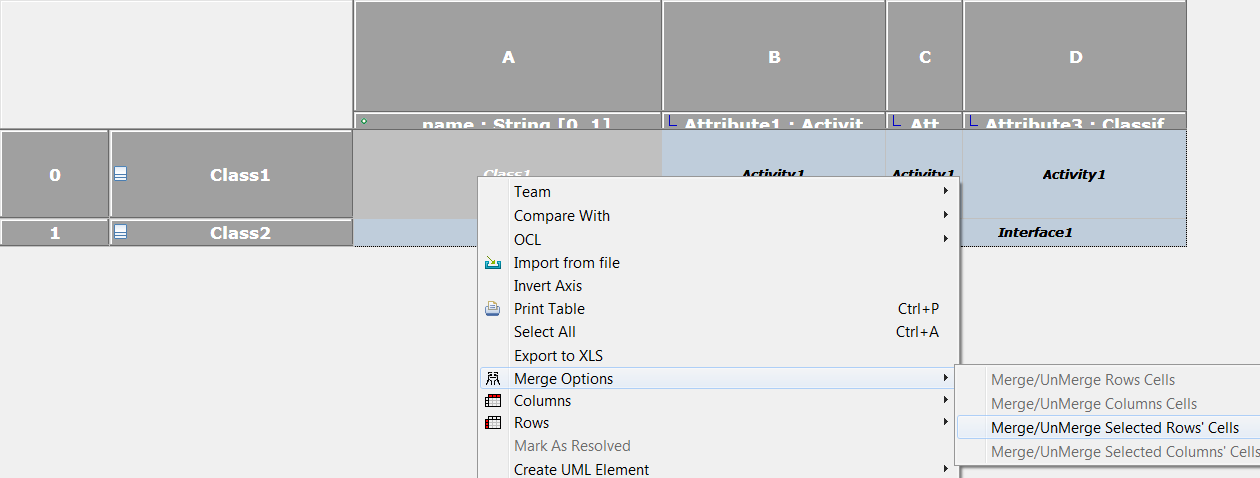 A B C D
name : String [0..1] Attribute1 : Activit Att Attribute3 : Classif
0 Class1 Class1 Activity1 Activity1 Activity1
1 Class2 Interface1
Team
Compare With
OCL
Import from file
Invert Axis
Print Table Ctrl+P
Select All Ctrl+A
Export to XLS
Merge Options
Columns
Rows
Mark As Resolved
Create UML Element
Merge/UnMerge Rows Cells
Merge/UnMerge Columns Cells
Merge/UnMerge Selected Rows' Cells
Merge/UnMerge Selected Columns' Cells